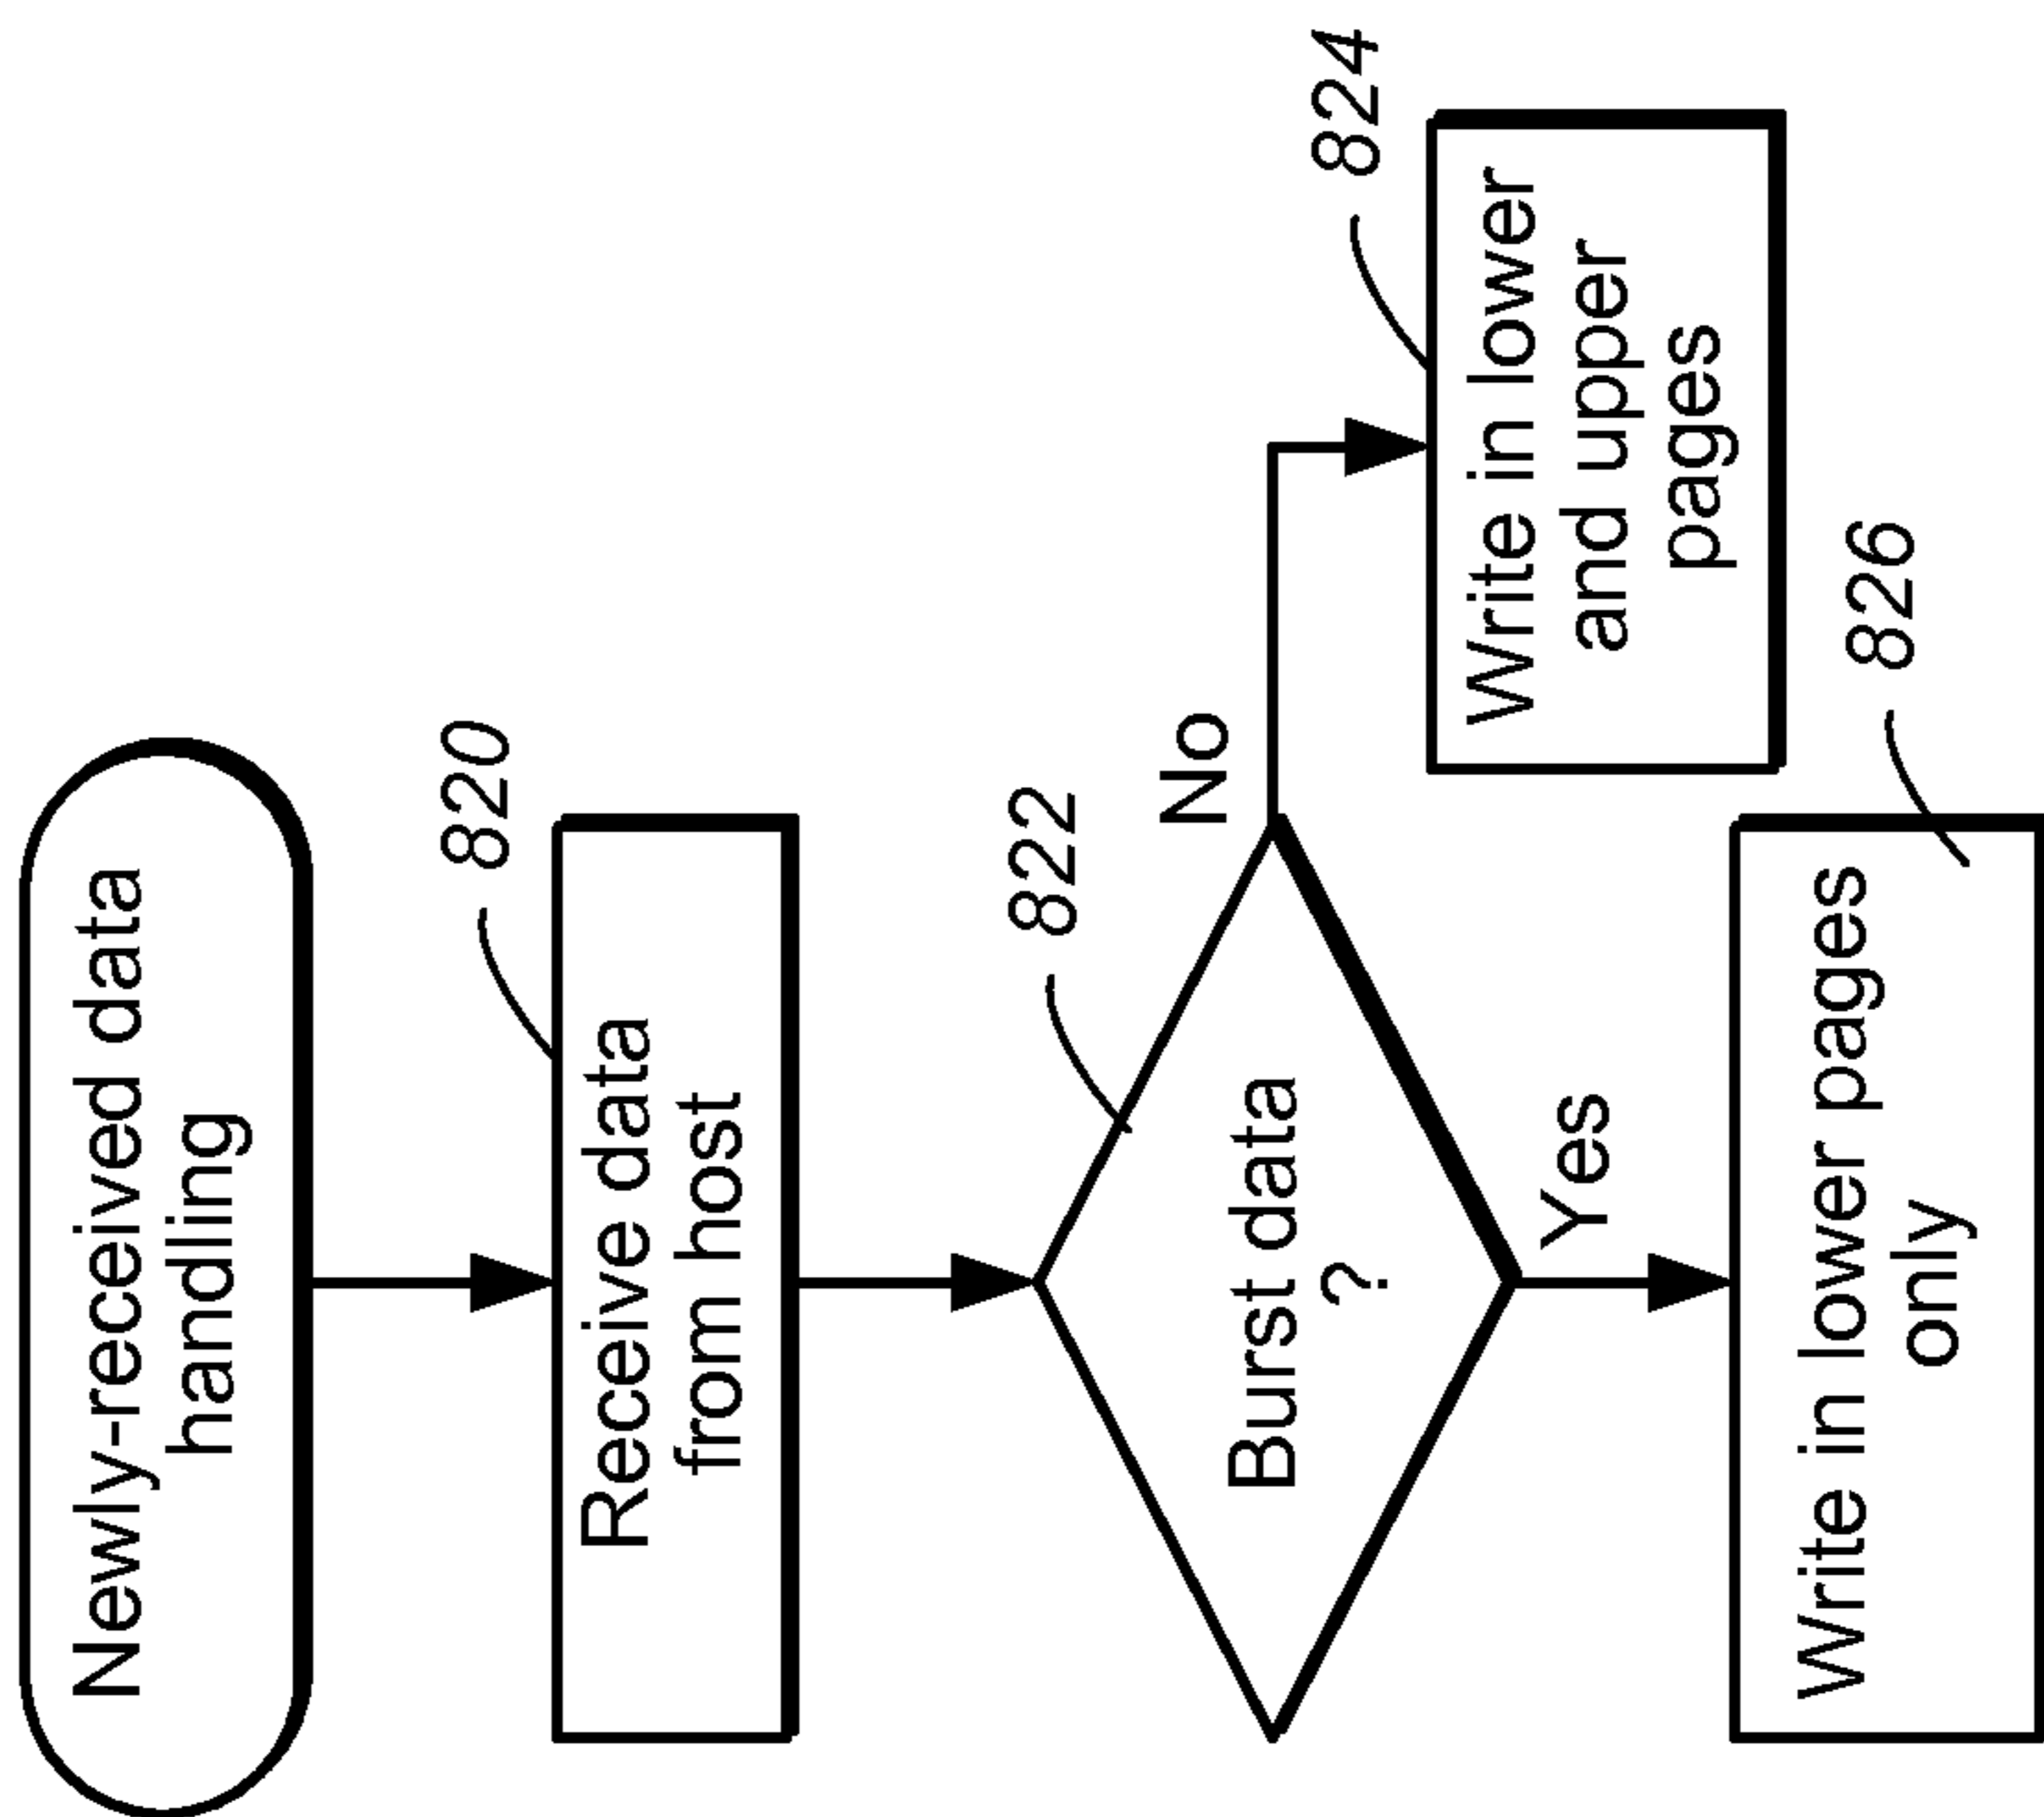 Newly-received data
handling
820
Receive data
from host
822
Burst data
?
No
Yes
824
Write in lower
and upper
pages
826
Write in lower pages
only